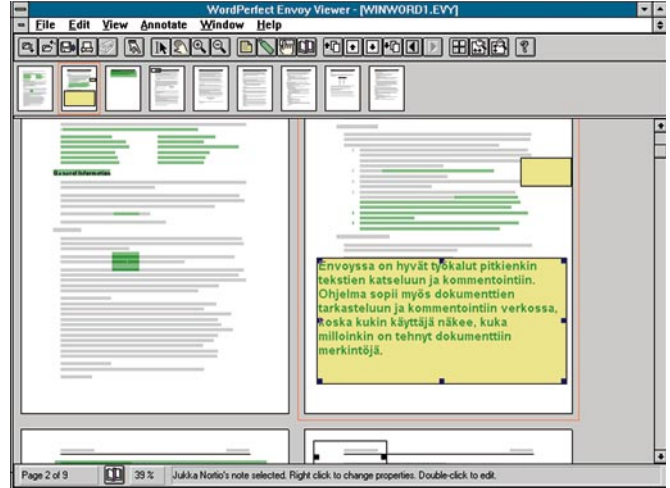 WordPerfect Envoy Viewer - [WINWORD1.EVY]
File Edit View Annotate Window Help
General Information
Envoyssa on hyvät työkalut pitkienkin
tekstien katseluun ja kommentointiin.
Ohjelma sopii myös dokumenttien
tarkasteluun ja kommentointiin verkossa,
koska kukin käyttäjä näkee, kuka
milloinkin on tehnyt dokumenttiin
merkintöjä.
Page 2 of 9 39 % Jukka Nortio's note selected. Right click to change properties. Double-click to edit.